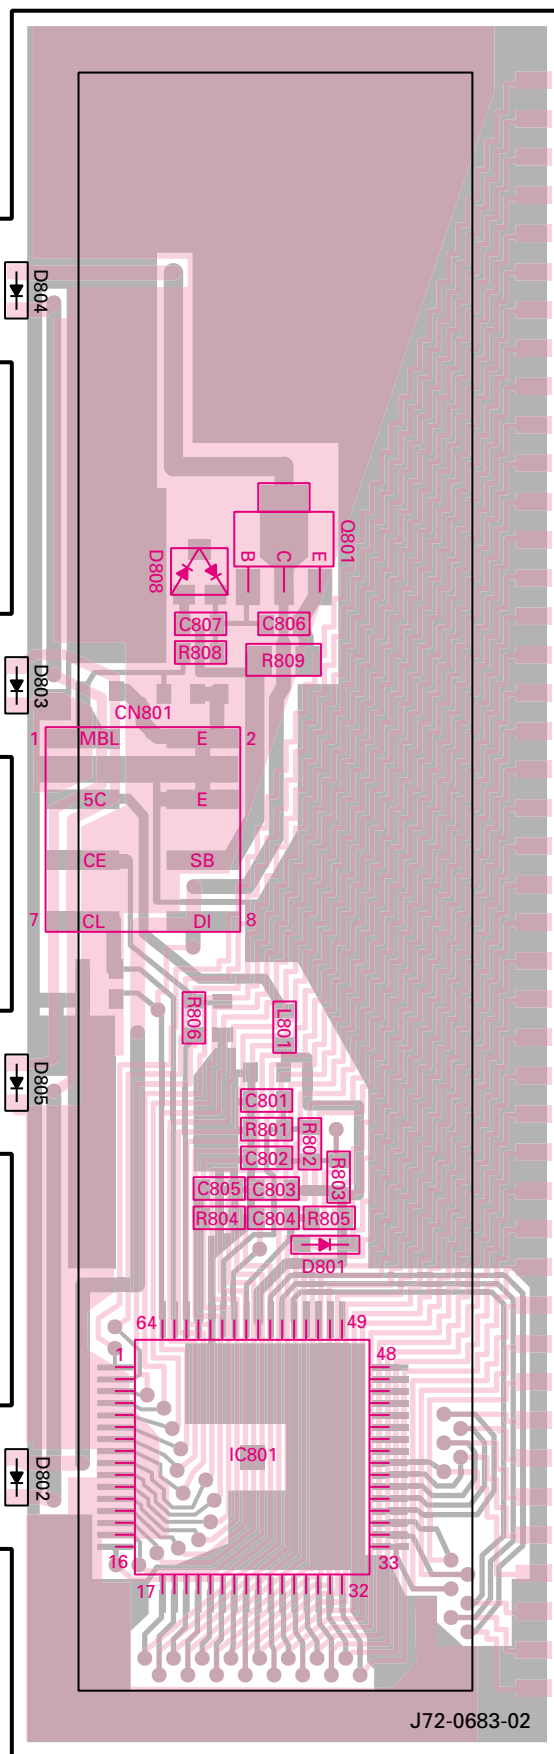 D804
Q801
B C E
D808
C807 C806
R808
R809
D803
CN801
1 MBL E 2
5C E
CE SB
7 CL DI 8
R806
L801
D805
C801
R801
R802
C802
R803
C805 C803
R804 C804 R805
D801
64 49
1 48
IC801
D802
16 33
17 32
J72-0683-02